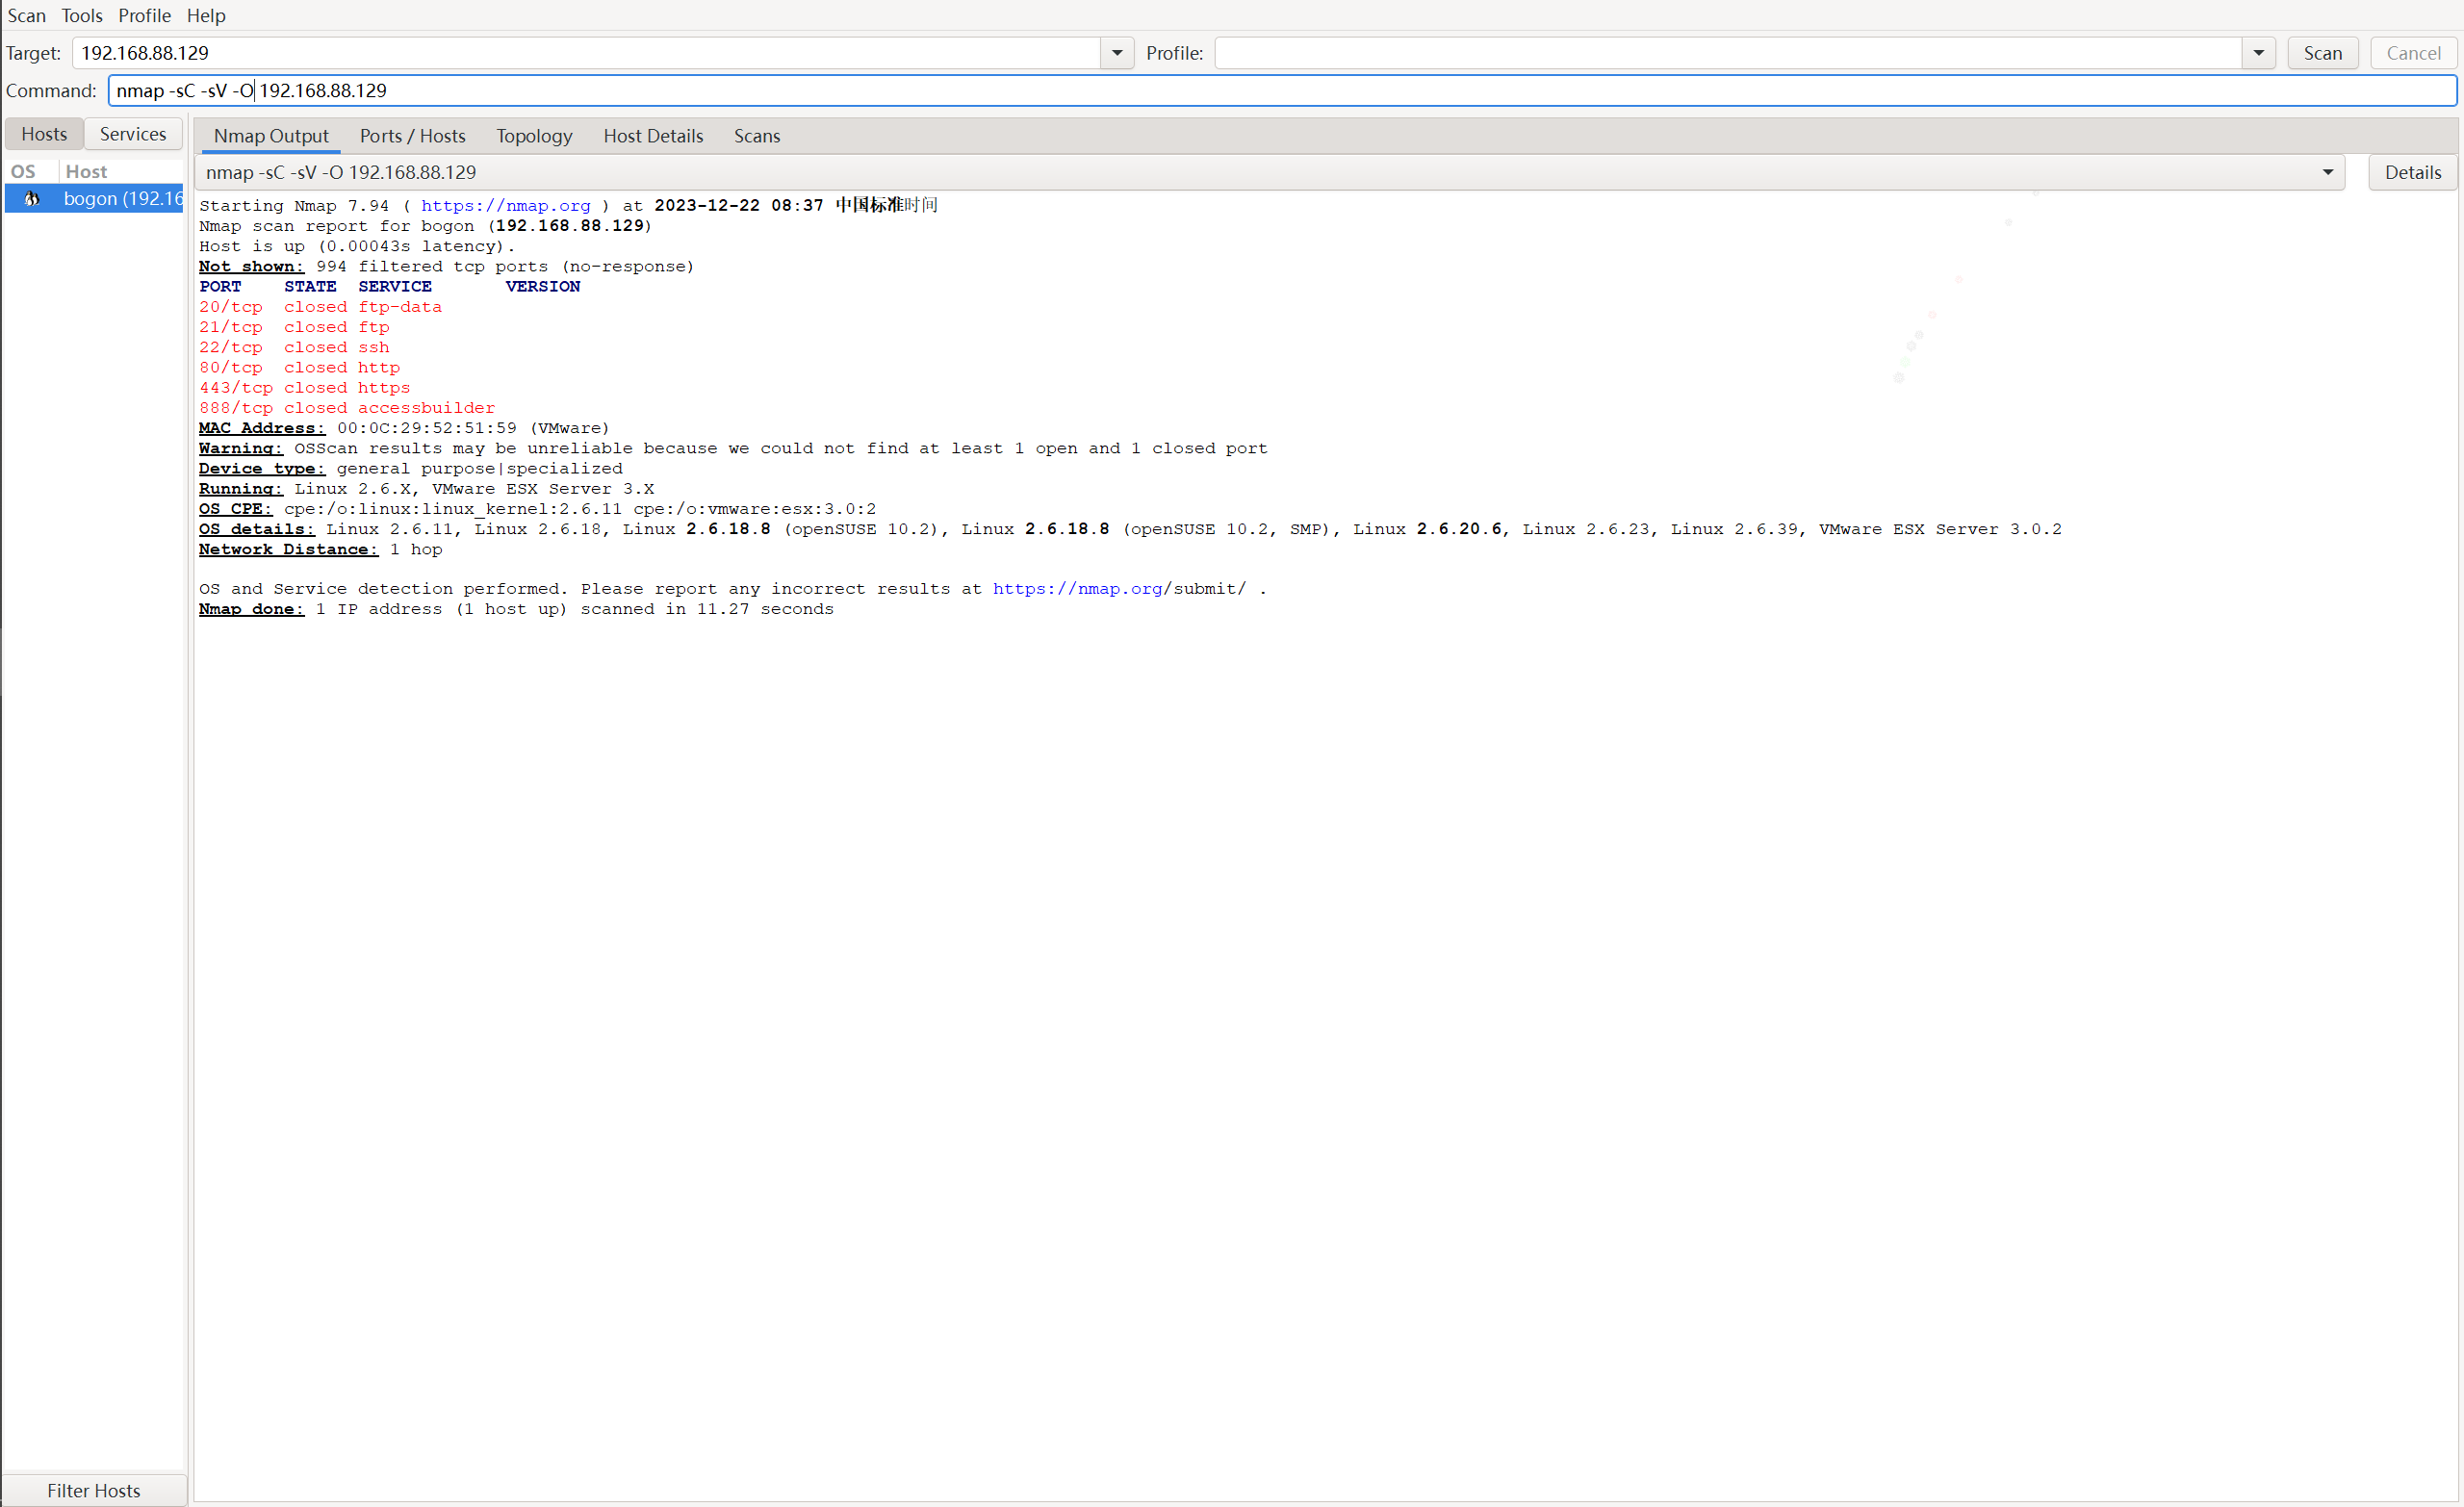 Scan Tools Profile Help
Target: 192.168.88.129 Profile: Scan Cancel
Command: nmap -sC -sV -O 192.168.88.129
Hosts Services
Nmap Output Ports / Hosts Topology Host Details Scans
OS Host
nmap -sC -sV -O 192.168.88.129 Details
bogon (192.16
Starting Nmap 7.94 ( https://nmap.org ) at 2023-12-22 08:37 中国标准时间
Nmap scan report for bogon (192.168.88.129)
Host is up (0.00043s latency).
Not shown: 994 filtered tcp ports (no-response)
PORT STATE SERVICE VERSION
20/tcp closed ftp-data
21/tcp closed ftp
22/tcp closed ssh
80/tcp closed http
443/tcp closed https
888/tcp closed accessbuilder
MAC Address: 00:0C:29:52:51:59 (VMware)
Warning: OSScan results may be unreliable because we could not find at least 1 open and 1 closed port
Device type: general purpose|specialized
Running: Linux 2.6.X, VMware ESX Server 3.X
OS CPE: cpe:/o:linux:linux_kernel:2.6.11 cpe:/o:vmware:esx:3.0:2
OS details: Linux 2.6.11, Linux 2.6.18, Linux 2.6.18.8 (openSUSE 10.2), Linux 2.6.18.8 (openSUSE 10.2, SMP), Linux 2.6.20.6, Linux 2.6.23, Linux 2.6.39, VMware ESX Server 3.0.2
Network Distance: 1 hop
OS and Service detection performed. Please report any incorrect results at https://nmap.org/submit/ .
Nmap done: 1 IP address (1 host up) scanned in 11.27 seconds
Filter Hosts